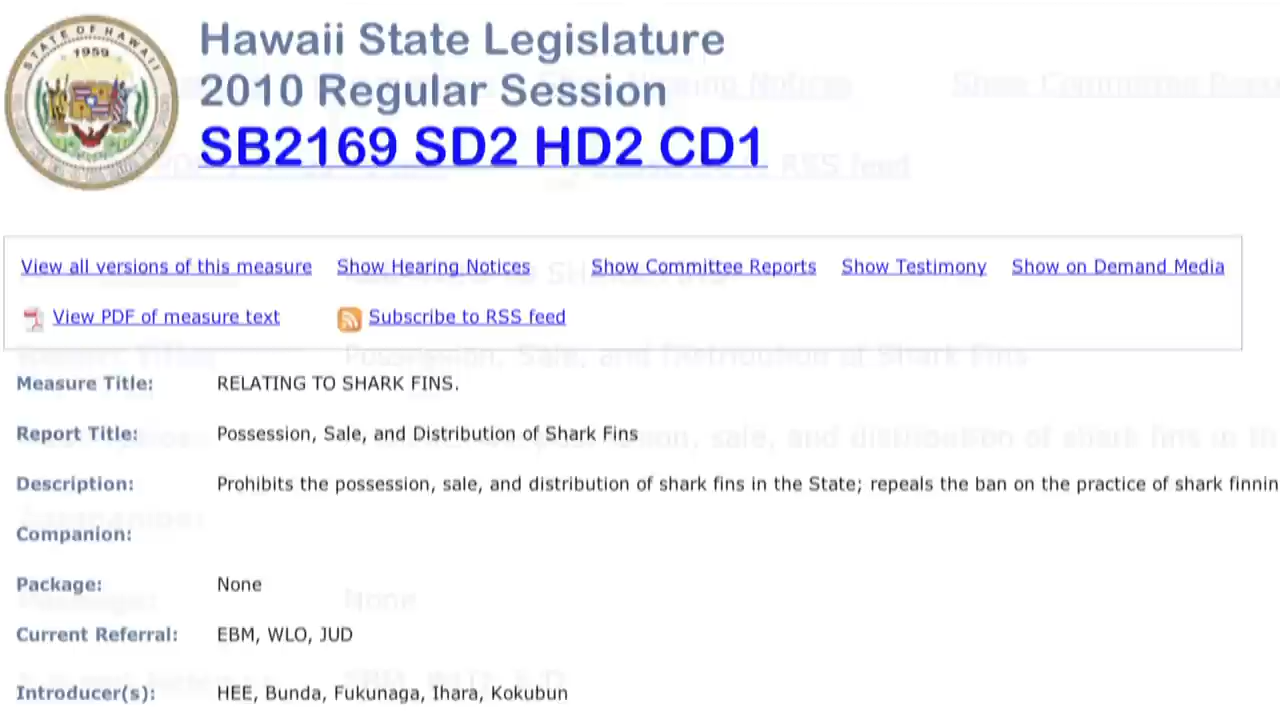 STATE OF HAWAII
1959
Hawaii State Legislature
2010 Regular Session
SB2169 SD2 HD2 CD1
View all versions of this measure Show Hearing Notices Show Committee Reports Show Testimony Show on Demand Media
View PDF of measure text Subscribe to RSS feed
Measure Title: RELATING TO SHARK FINS.
Report Title: Possession, Sale, and Distribution of Shark Fins
Description: Prohibits the possession, sale, and distribution of shark fins in the State; repeals the ban on the practice of shark finnin
Companion:
Package: None
Current Referral: EBM, WLO, JUD
Introducer(s): HEE, Bunda, Fukunaga, Ihara, Kokubun